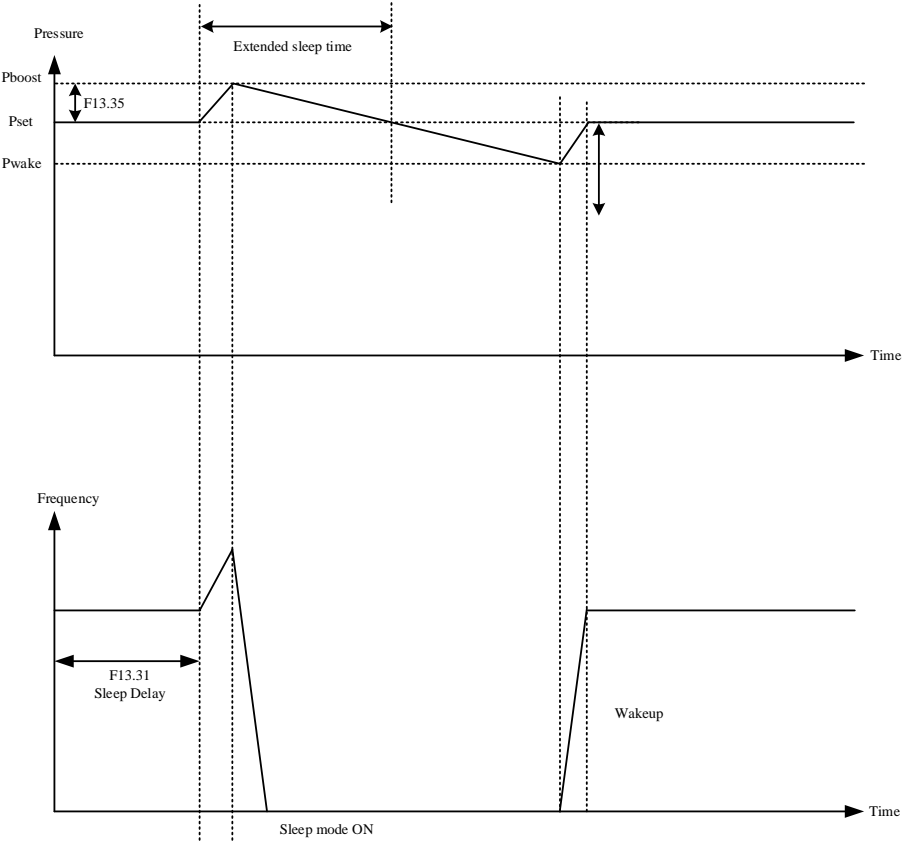 Pressure
Extended sleep time
Pboost
F13.35
Pset
Pwake
Time
Frequency
F13.31
Sleep Delay
Wakeup
Time
Sleep mode ON